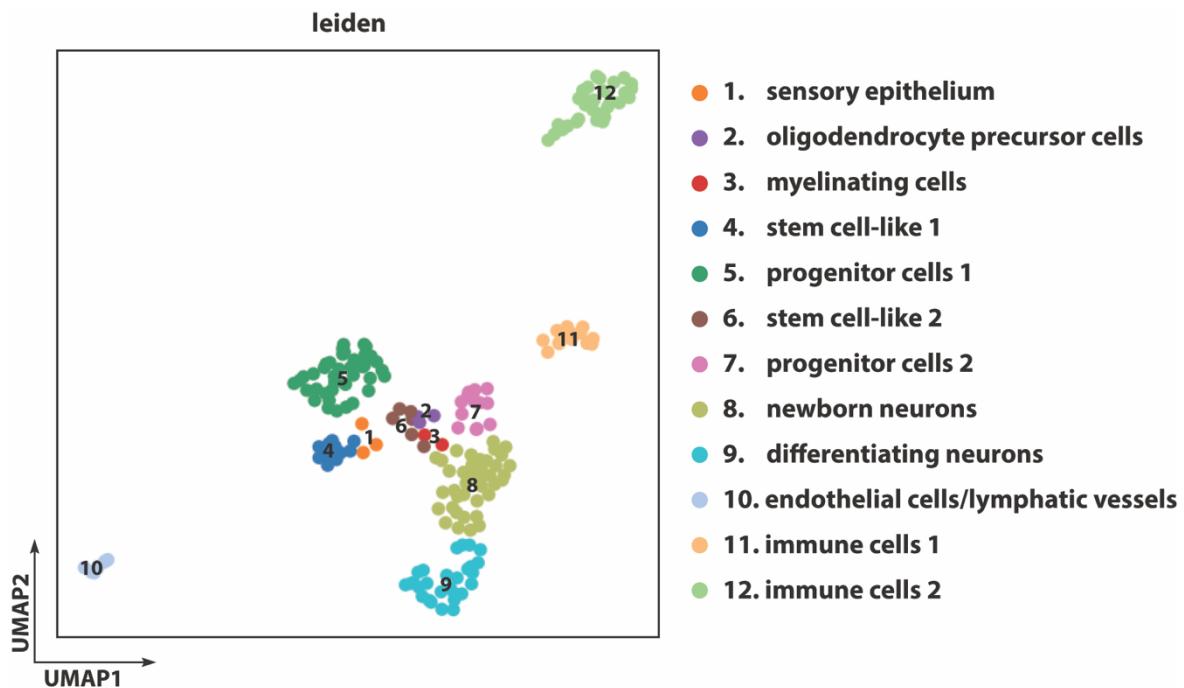 leiden
12
11
5
2
7
6
1
3
4
8
10
9
UMAP2
UMAP1
1. sensory epithelium
2. oligodendrocyte precursor cells
3. myelinating cells
4. stem cell-like 1
5. progenitor cells 1
6. stem cell-like 2
7. progenitor cells 2
8. newborn neurons
9. differentiating neurons
10. endothelial cells/lymphatic vessels
11. immune cells 1
12. immune cells 2